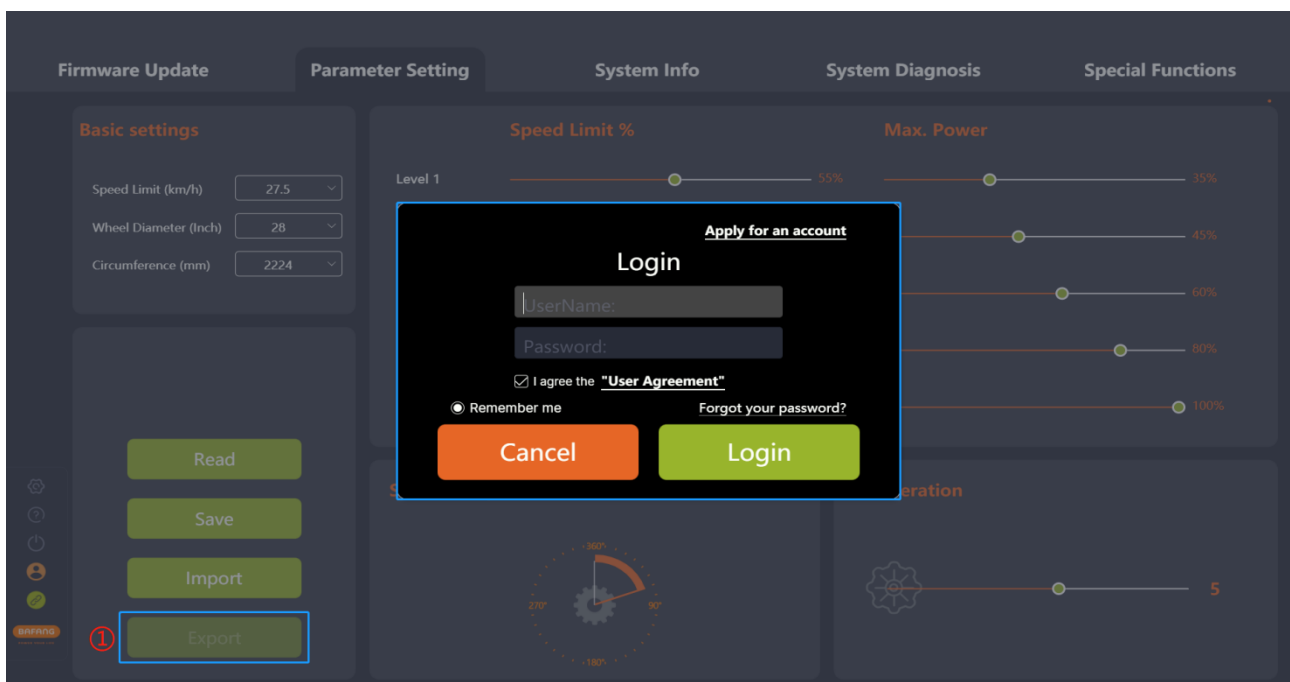 Firmware Update
Parameter Setting
System Info
System Diagnosis
Special Functions
Basic settings
Speed Limit (km/h)
27.5
Wheel Diameter (Inch)
28
Circumference (mm)
2224
Speed Limit %
Max. Power
Level 1
55%
35%
45%
60%
80%
100%
Apply for an account
Login
UserName:
Password:
I agree the "User Agreement"
Remember me
Forgot your password?
Cancel
Login
Read
Save
Import
① Export
BAFANG
S
360°
270°
90°
180°
eration
5